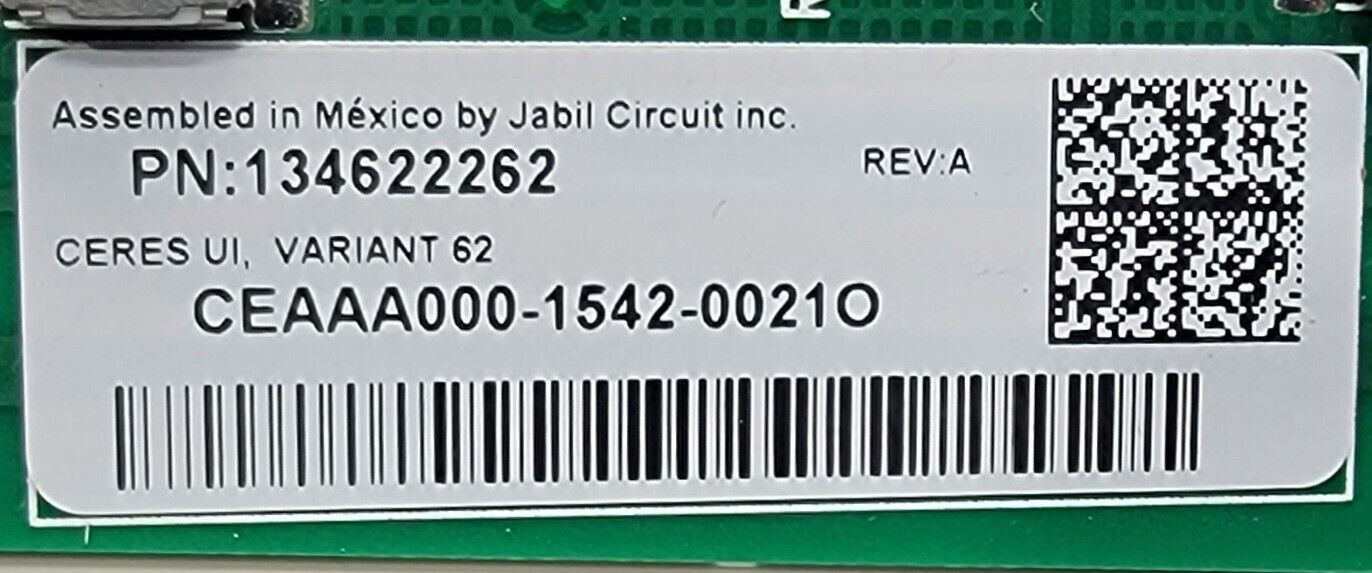 Assembled in México by Jabil Circuit inc.
PN:134622262
REV:A
CERES UI, VARIANT 62
CEAAA000-1542-0021O